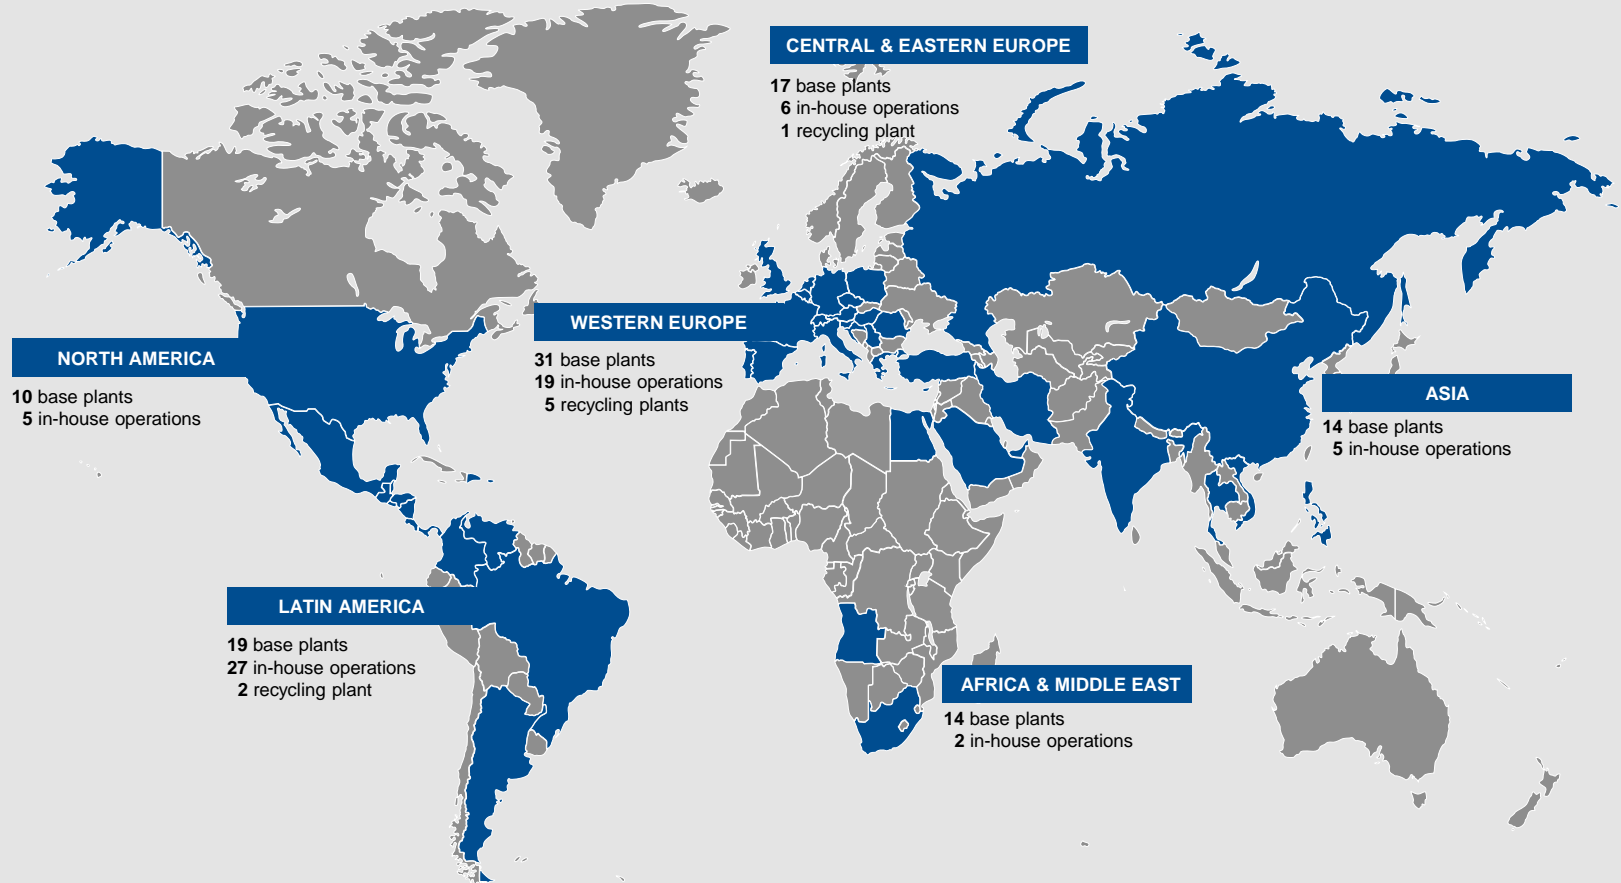 CENTRAL & EASTERN EUROPE
17 base plants
6 in-house operations
1 recycling plant
WESTERN EUROPE
31 base plants
19 in-house operations
5 recycling plants
NORTH AMERICA
10 base plants
5 in-house operations
ASIA
14 base plants
5 in-house operations
LATIN AMERICA
19 base plants
27 in-house operations
2 recycling plant
AFRICA & MIDDLE EAST
14 base plants
2 in-house operations